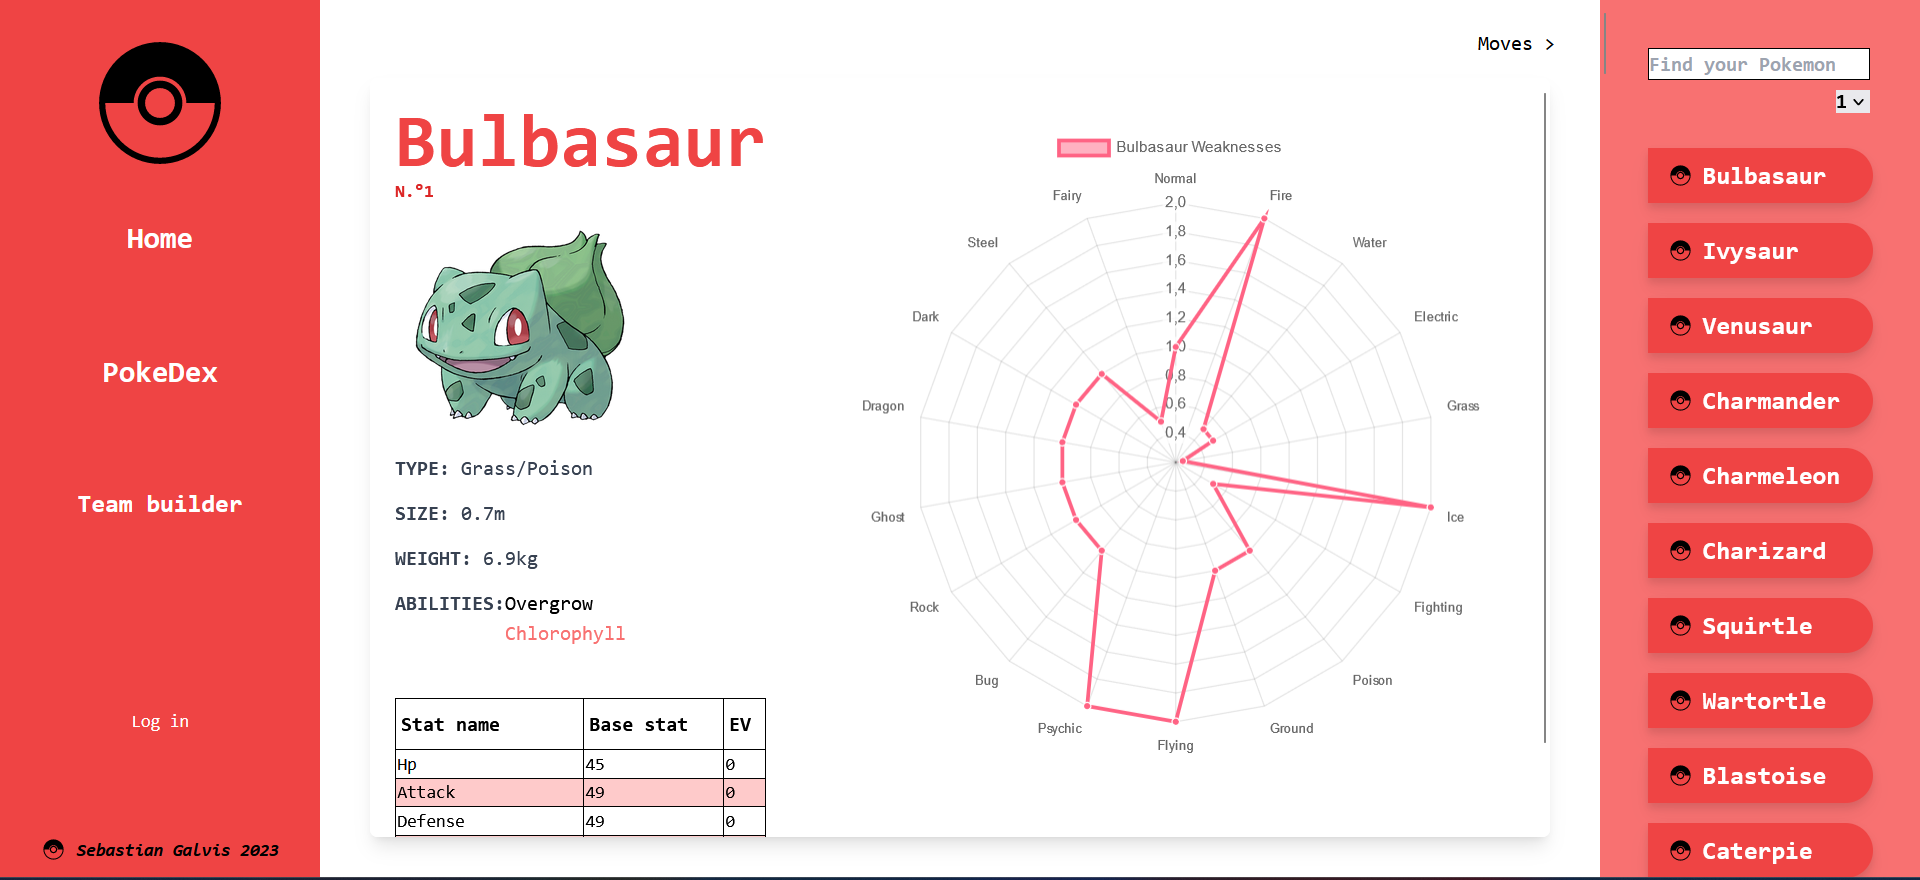 Home
PokeDex
Team builder
Log in
Sebastian Galvis 2023
Moves >
Bulbasaur
N.º1
TYPE: Grass/Poison
SIZE: 0.7m
WEIGHT: 6.9kg
ABILITIES:Overgrow
Chlorophyll
Stat name Base stat EV
Hp 45 0
Attack 49 0
Defense 49 0
Bulbasaur Weaknesses
Normal
Fire
Water
Electric
Grass
Ice
Fighting
Poison
Ground
Flying
Psychic
Bug
Rock
Ghost
Dragon
Dark
Steel
Fairy
2,0
1,8
1,6
1,4
1,2
1,0
0,8
0,6
0,4
Find your Pokemon
1
Bulbasaur
Ivysaur
Venusaur
Charmander
Charmeleon
Charizard
Squirtle
Wartortle
Blastoise
Caterpie